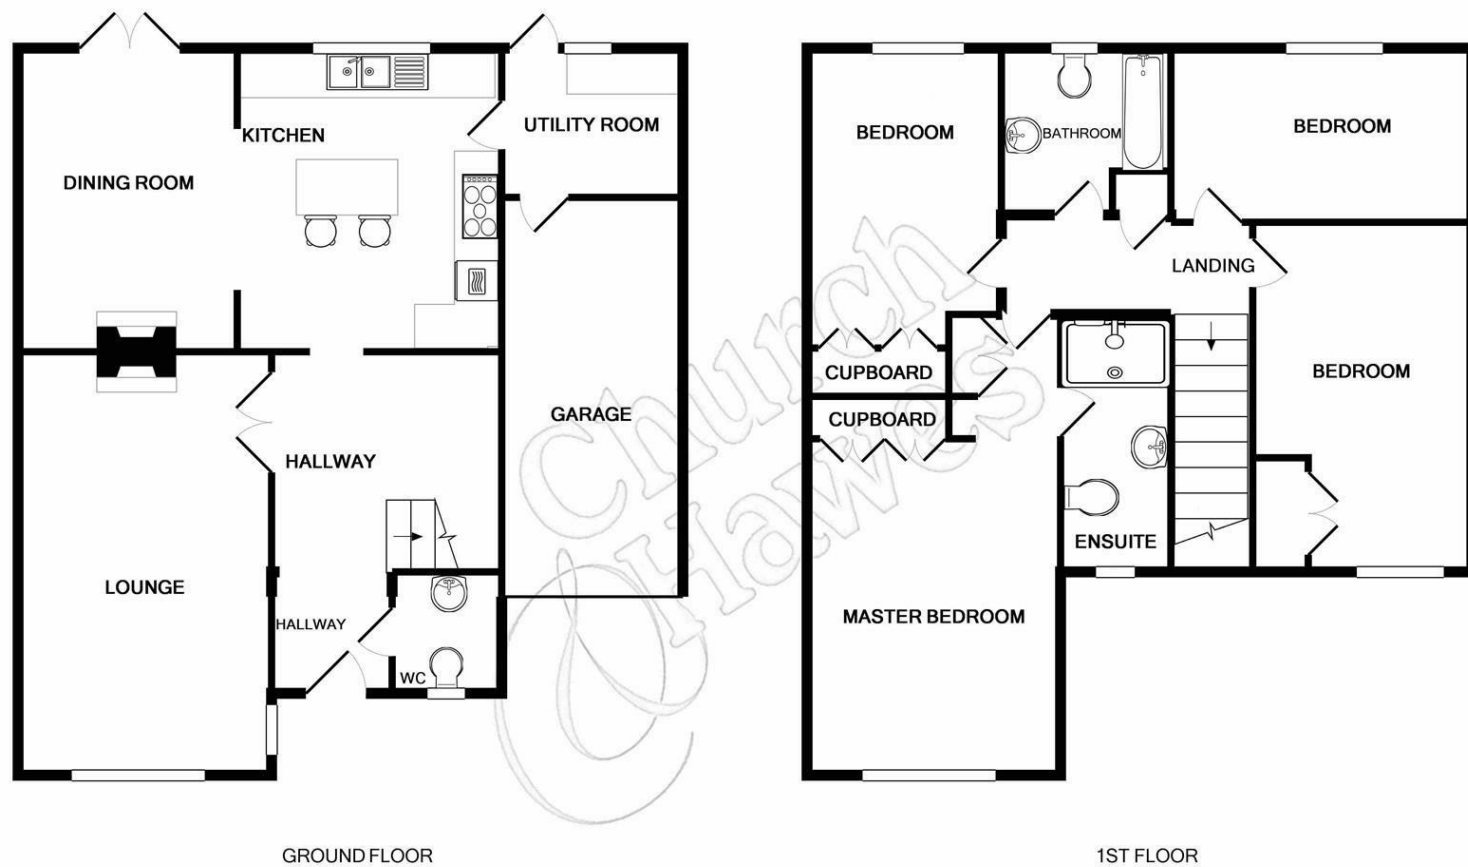 KITCHEN
UTILITY ROOM
DINING ROOM
GARAGE
HALLWAY
LOUNGE
HALLWAY
WC
GROUND FLOOR
BEDROOM
BATHROOM
BEDROOM
LANDING
CUPBOARD
BEDROOM
CUPBOARD
ENSUITE
MASTER BEDROOM
1ST FLOOR
Church
& Hawes